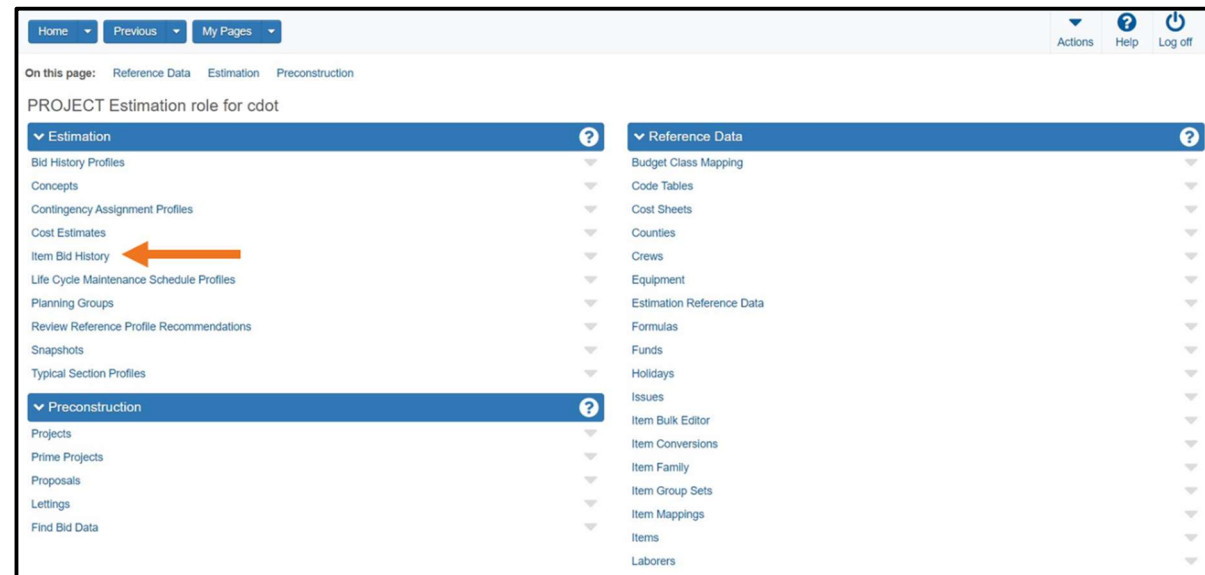 Home
Previous
My Pages
Actions
Help
Log off
On this page: Reference Data Estimation Preconstruction
PROJECT Estimation role for cdot
Estimation ?
Bid History Profiles
Concepts
Contingency Assignment Profiles
Cost Estimates
Item Bid History
Life Cycle Maintenance Schedule Profiles
Planning Groups
Review Reference Profile Recommendations
Snapshots
Typical Section Profiles
Preconstruction ?
Projects
Prime Projects
Proposals
Lettings
Find Bid Data
Reference Data ?
Budget Class Mapping
Code Tables
Cost Sheets
Counties
Crews
Equipment
Estimation Reference Data
Formulas
Funds
Holidays
Issues
Item Bulk Editor
Item Conversions
Item Family
Item Group Sets
Item Mappings
Items
Laborers